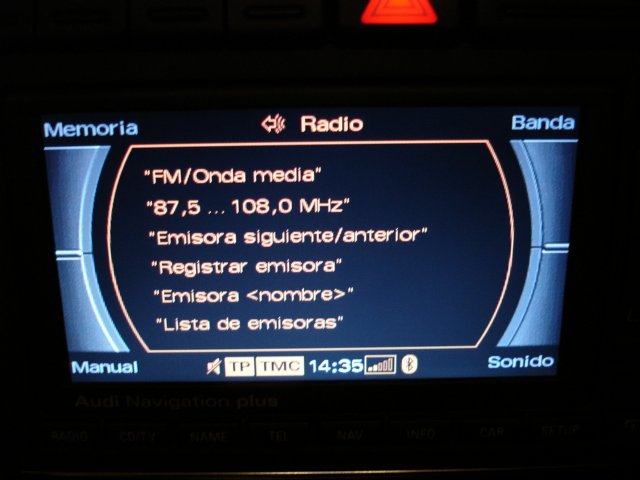 Memoria Radio Banda
"FM/Onda media"
"87,5 ... 108,0 MHz"
"Emisora siguiente/anterior"
"Registrar emisora"
"Emisora <nombre>"
"Lista de emisoras"
Manual TP TMC 14:35 Sonido
Audi Navigation plus
RADIO CD/TV NAME TEL NAV INFO CAR SETUP